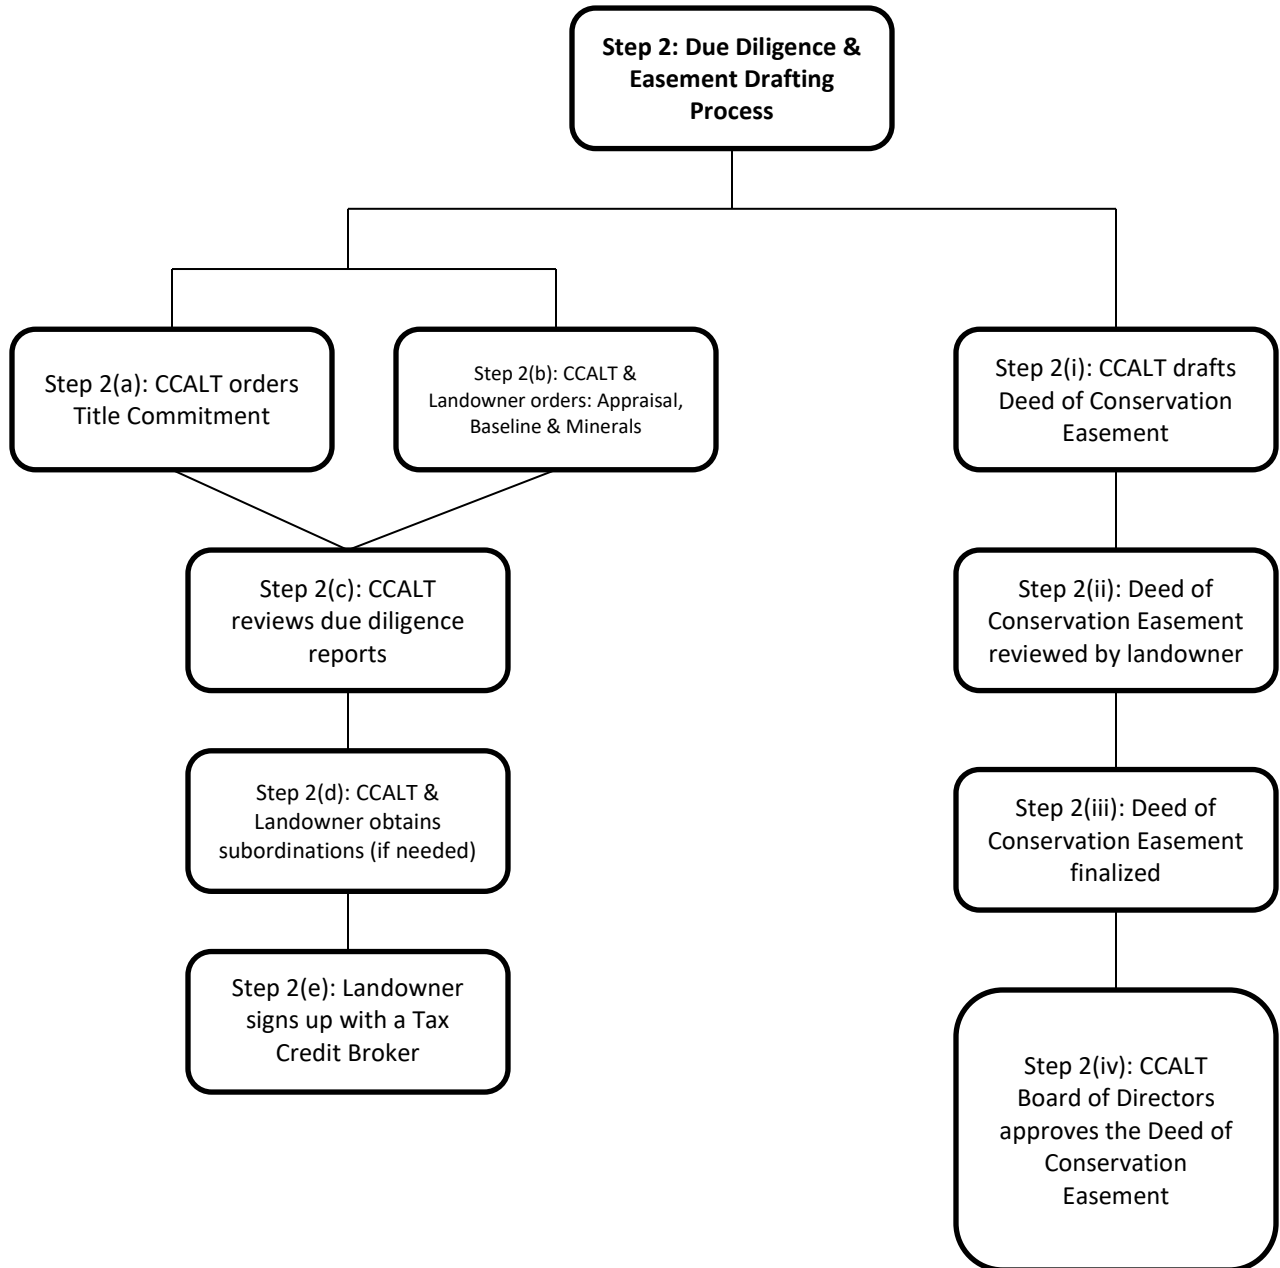 Step 2: Due Diligence &
Easement Drafting
Process
Step 2(a): CCALT orders
Title Commitment
Step 2(b): CCALT &
Landowner orders: Appraisal,
Baseline & Minerals
Step 2(i): CCALT drafts
Deed of Conservation
Easement
Step 2(c): CCALT
reviews due diligence
reports
Step 2(ii): Deed of
Conservation Easement
reviewed by landowner
Step 2(d): CCALT &
Landowner obtains
subordinations (if needed)
Step 2(iii): Deed of
Conservation Easement
finalized
Step 2(e): Landowner
signs up with a Tax
Credit Broker
Step 2(iv): CCALT
Board of Directors
approves the Deed of
Conservation
Easement